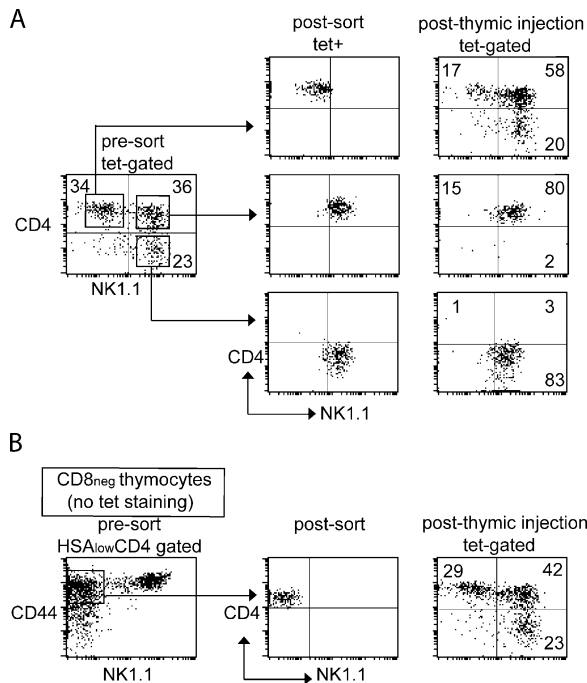 A
post-sort
tet+
post-thymic injection
tet-gated
17 58
20
pre-sort
tet-gated
34 36
23
CD4
NK1.1
15 80
2
1 3
83
CD4
NK1.1
B
CD8neg thymocytes
(no tet staining)
pre-sort
HSAlowCD4 gated
post-sort
post-thymic injection
tet-gated
29 42
23
CD44
NK1.1
CD4
NK1.1
NK1.1